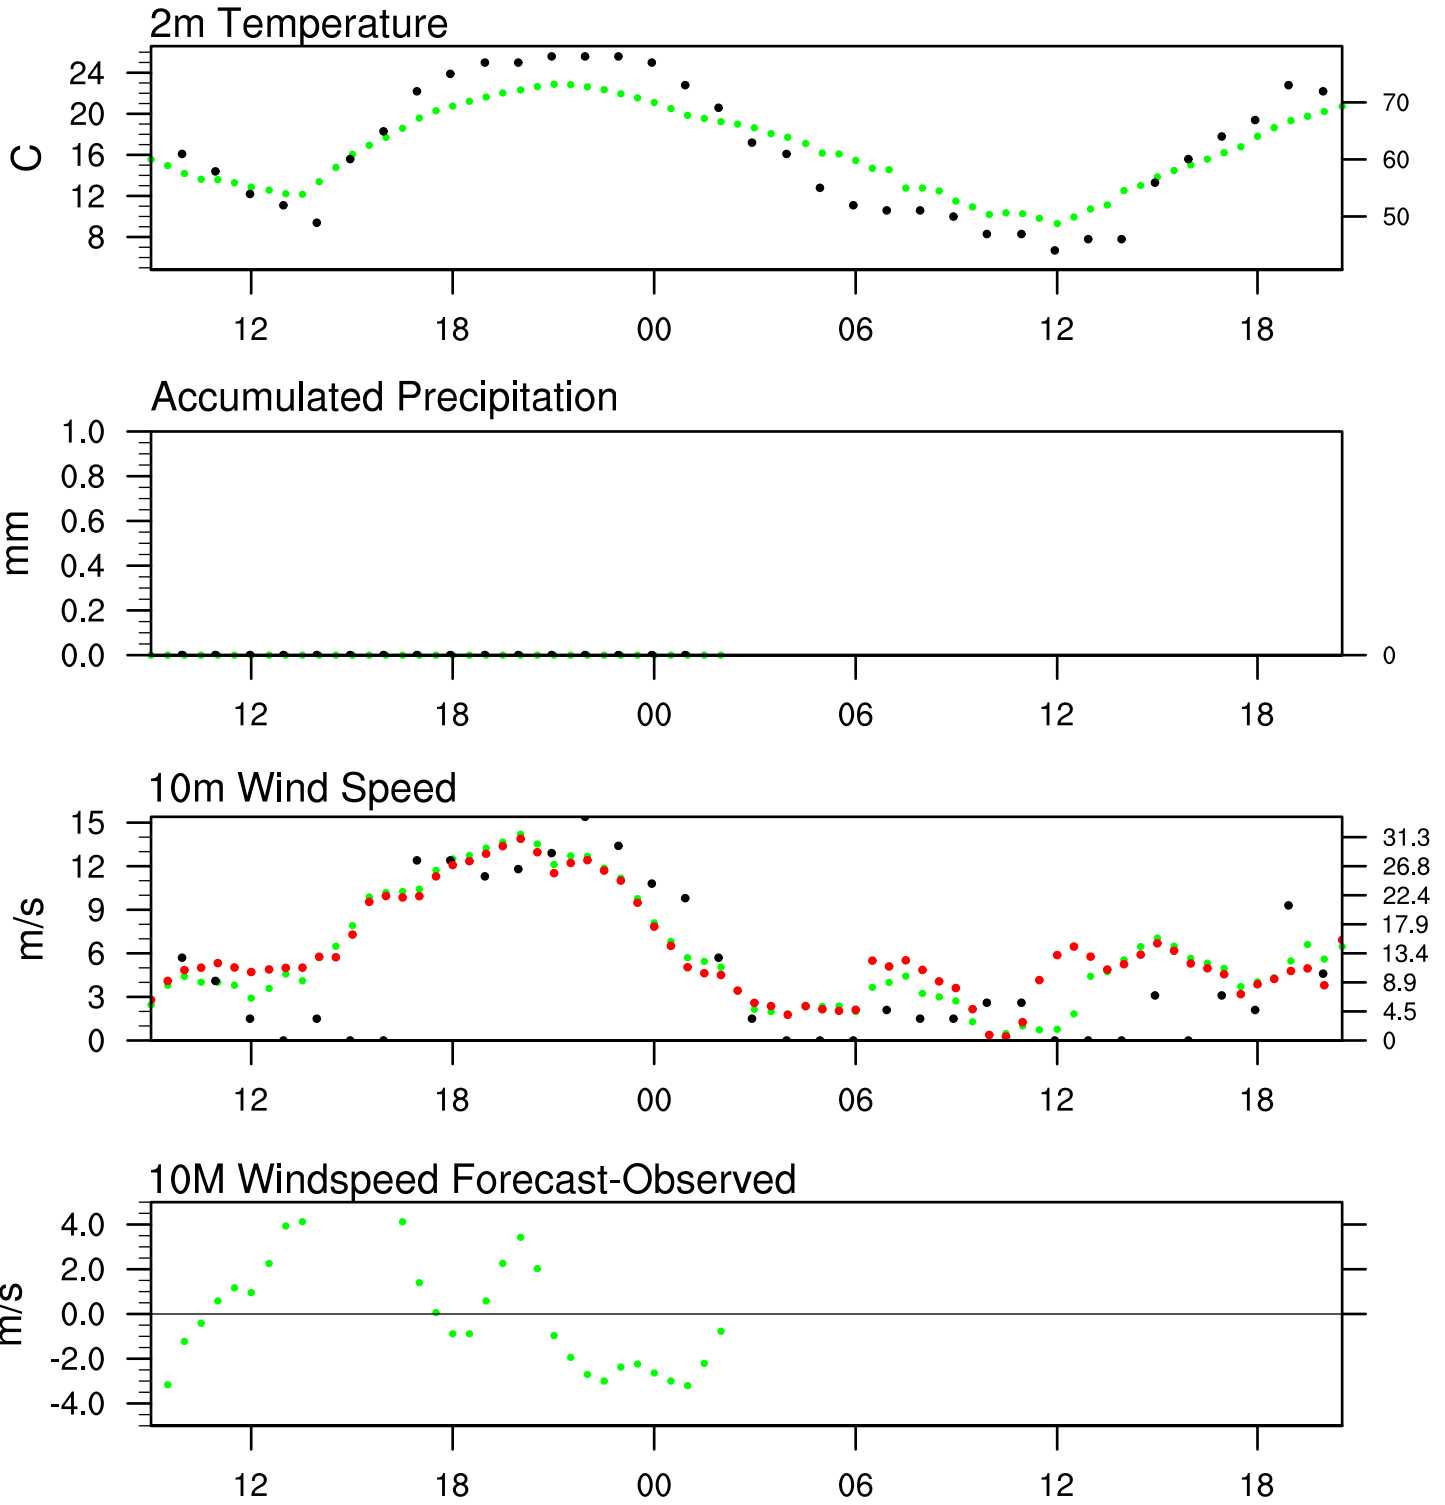 2m Temperature
C
24
20
16
12
8
70
60
50
12 18 00 06 12 18
Accumulated Precipitation
mm
1.0
0.8
0.6
0.4
0.2
0.0
0
12 18 00 06 12 18
10m Wind Speed
m/s
15
12
9
6
3
0
31.3
26.8
22.4
17.9
13.4
8.9
4.5
0
12 18 00 06 12 18
10M Windspeed Forecast-Observed
m/s
4.0
2.0
0.0
-2.0
-4.0
12 18 00 06 12 18